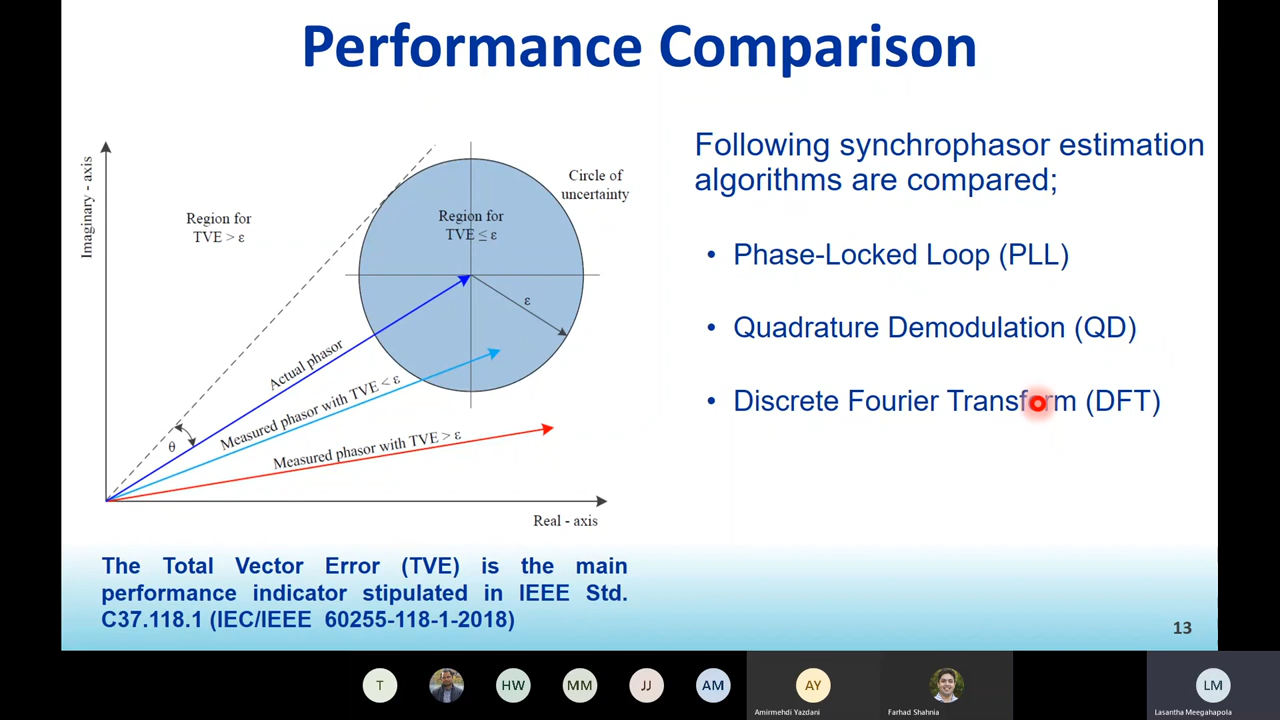 Performance Comparison
Imaginary - axis
Region for
TVE > ε
Region for
TVE ≤ ε
Circle of
uncertainty
ε
Actual phasor
Measured phasor with TVE < ε
Measured phasor with TVE > ε
θ
Real - axis
The Total Vector Error (TVE) is the main
performance indicator stipulated in IEEE Std.
C37.118.1 (IEC/IEEE 60255-118-1-2018)
Following synchrophasor estimation
algorithms are compared;
• Phase-Locked Loop (PLL)
• Quadrature Demodulation (QD)
• Discrete Fourier Transform (DFT)
13
T
HW
MM
JJ
AM
AY
Amirmehdi Yazdani
Farhad Shahnia
LM
Lasantha Meegahapola